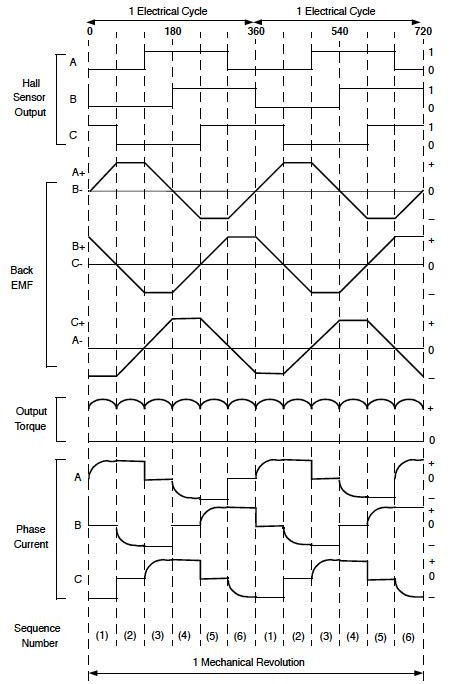 1 Electrical Cycle 1 Electrical Cycle
0 180 360 540 720
Hall
Sensor
Output
A 1
0
B 1
0
C 1
0
Back
EMF
A+ +
B- 0
–
B+ +
C- 0
–
C+ +
A- 0
–
Output
Torque
+
0
Phase
Current
A +
0
–
B +
0
–
C +
0
–
Sequence
Number
(1) (2) (3) (4) (5) (6) (1) (2) (3) (4) (5) (6)
1 Mechanical Revolution